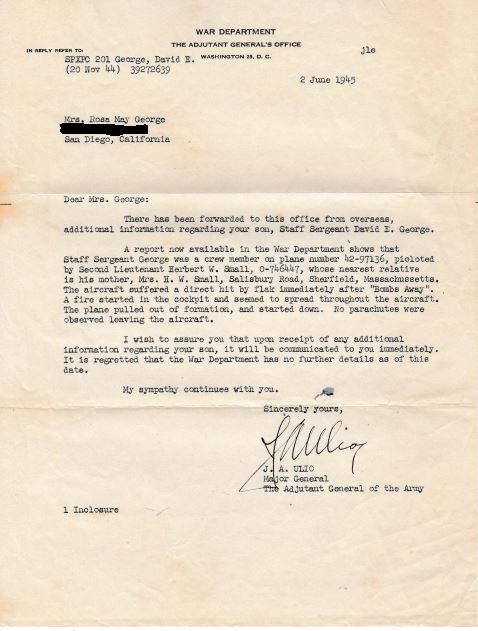 WAR DEPARTMENT
THE ADJUTANT GENERAL'S OFFICE
WASHINGTON 25, D. C.
jle
IN REPLY REFER TO:
SPXPC 201 George, David E.
(20 Nov 44) 39272639
2 June 1945
Mrs. Rosa May George
San Diego, California
Dear Mrs. George:
There has been forwarded to this office from overseas,
additional information regarding your son, Staff Sergeant David E. George.
A report now available in the War Department shows that
Staff Sergeant George was a crew member on plane number 42-97136, pioloted
by Second Lieutenant Herbert W. Small, O-746447, whose nearest relative
is his mother, Mrs. H. W. Small, Salisbury Road, Sherfield, Massachusetts.
The aircraft suffered a direct hit by flak immediately after "Bombs Away".
A fire started in the cockpit and seemed to spread throughout the aircraft.
The plane pulled out of formation, and started down. No parachutes were
observed leaving the aircraft.
I wish to assure you that upon receipt of any additional
information regarding your son, it will be communicated to you immediately.
It is regretted that the War Department has no further details as of this
date.
My sympathy continues with you.
Sincerely yours,
J A Ulio
J. A. ULIO
Major General
The Adjutant General of the Army
1 Inclosure